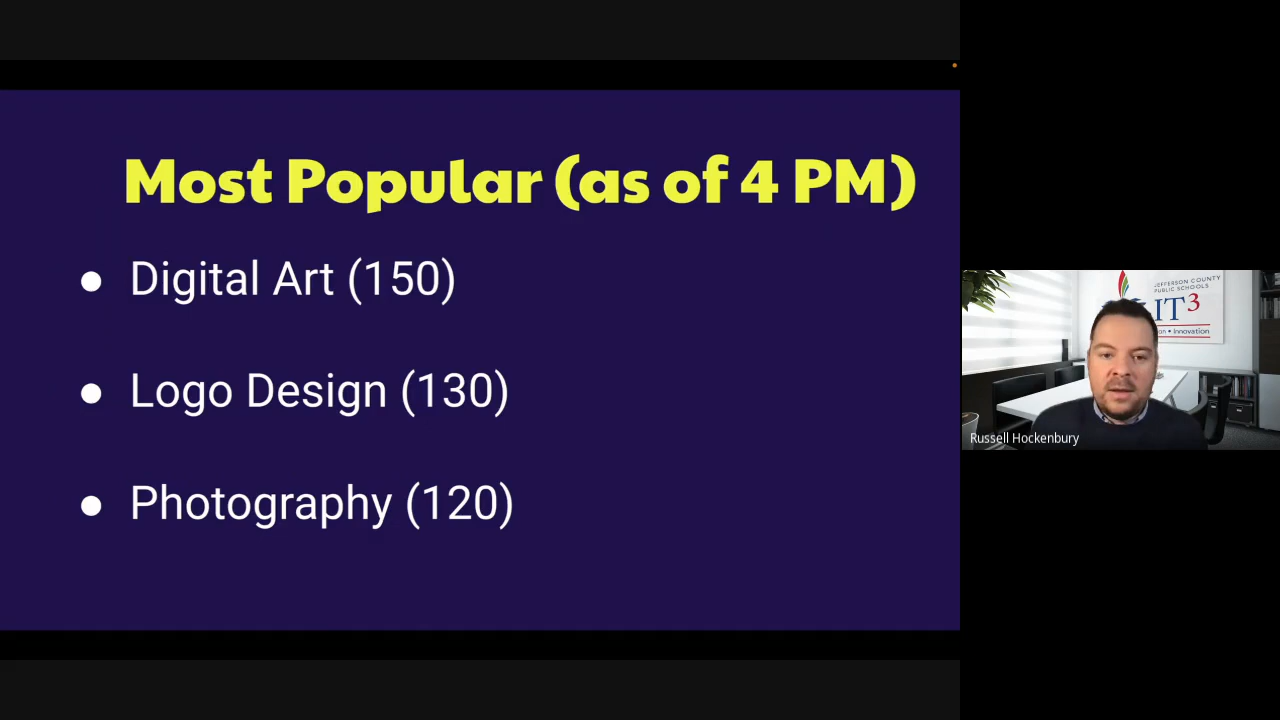 Most Popular (as of 4 PM)
● Digital Art (150)
● Logo Design (130)
● Photography (120)
JEFFERSON COUNTY
PUBLIC SCHOOLS
IT3
• Innovation
Russell Hockenbury